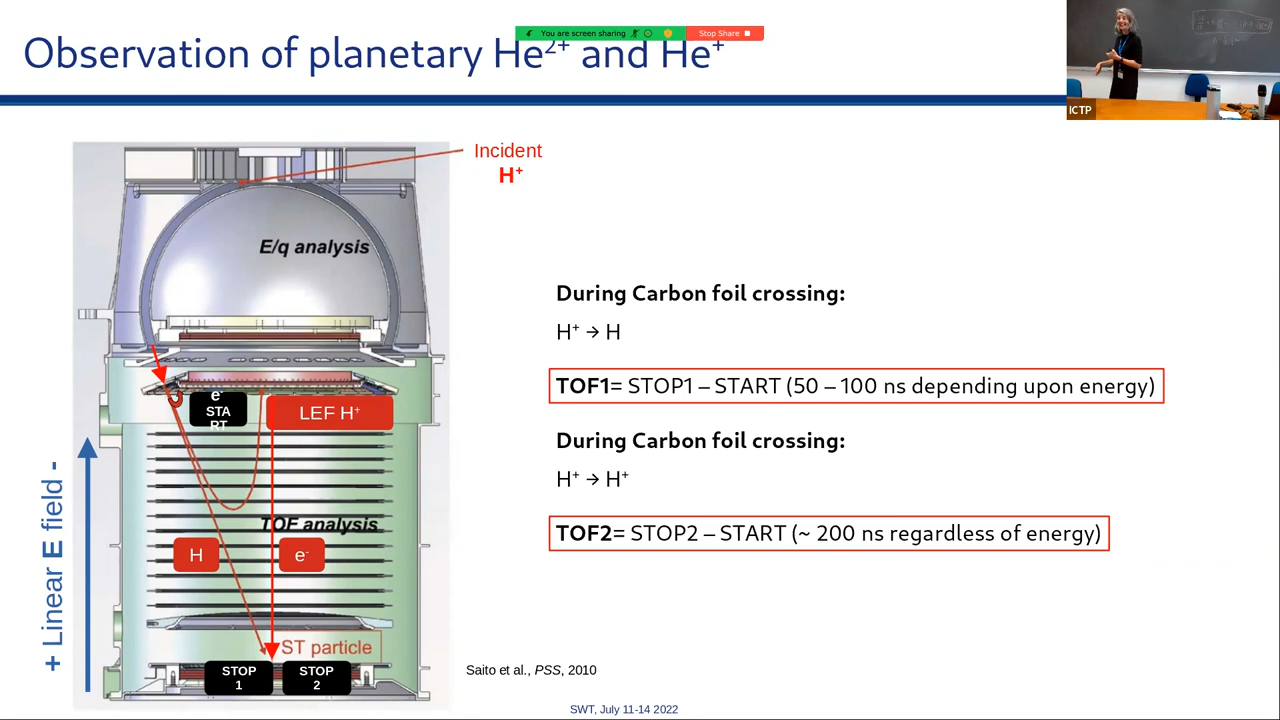 Observation of planetary He²⁺ and He⁺
You are screen sharing
Stop Share
ICTP
Incident
H⁺
E/q analysis
e⁻
STA
RT
LEF H⁺
TOF analysis
H
e⁻
ST particle
STOP
1
STOP
2
+ Linear E field -
During Carbon foil crossing:
H⁺ → H
TOF1= STOP1 – START (50 – 100 ns depending upon energy)
During Carbon foil crossing:
H⁺ → H⁺
TOF2= STOP2 – START (~ 200 ns regardless of energy)
Saito et al., PSS, 2010
SWT, July 11-14 2022